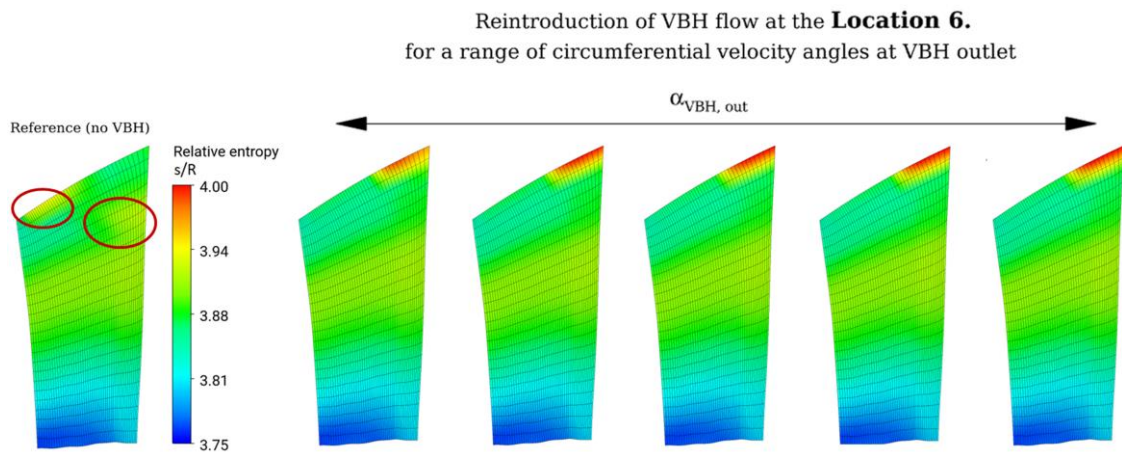 Reintroduction of VBH flow at the Location 6.
for a range of circumferential velocity angles at VBH outlet
αVBH, out
Reference (no VBH)
Relative entropy
s/R
4.00
3.94
3.88
3.81
3.75